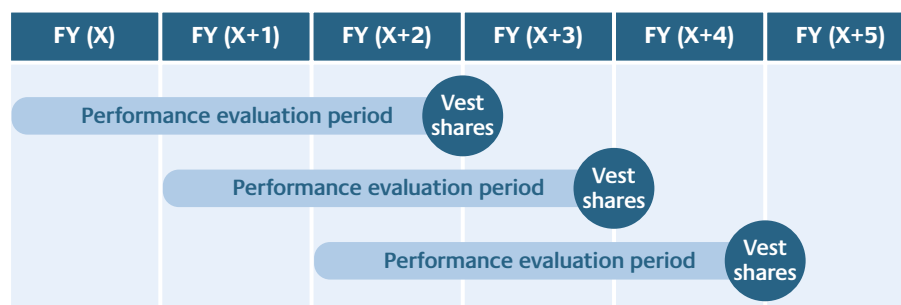 FY (X) FY (X+1) FY (X+2) FY (X+3) FY (X+4) FY (X+5)
Performance evaluation period
Vest
shares
Performance evaluation period
Vest
shares
Performance evaluation period
Vest
shares